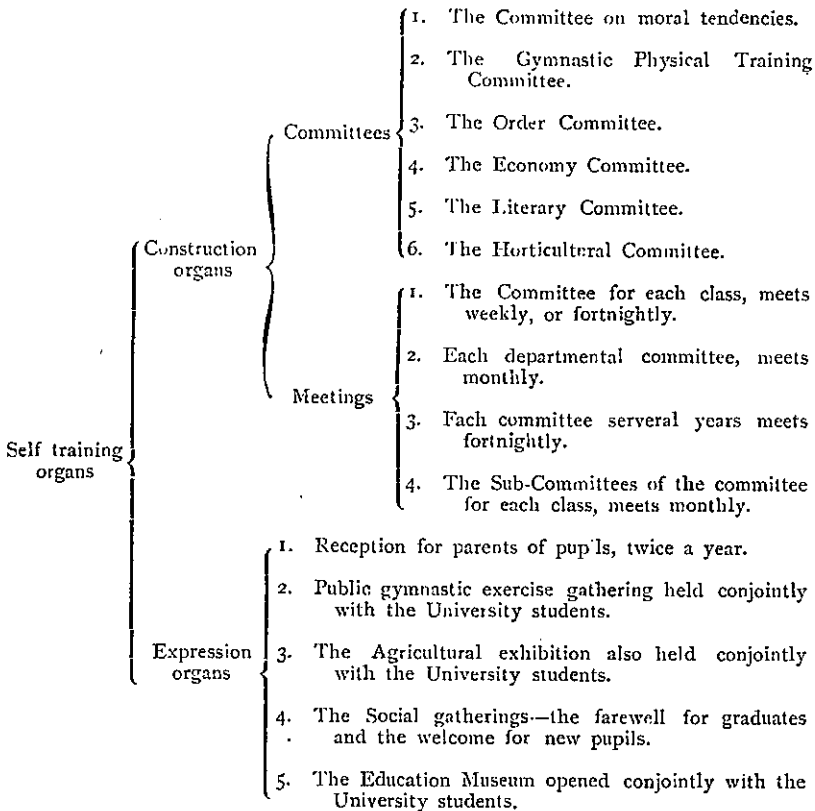 1. The Committee on moral tendencies.
2. The Gymnastic Physical Training
Committee.
Committees
3. The Order Committee.
4. The Economy Committee.
5. The Literary Committee.
Construction
organs
6. The Horticultural Committee.
1. The Committee for each class, meets
weekly, or fortnightly.
2. Each departmental committee, meets
monthly.
Meetings
3. Fach committee serveral years meets
fortnightly.
Self training
organs
4. The Sub-Committees of the committee
for each class, meets monthly.
1. Reception for parents of pupils, twice a year.
2. Public gymnastic exercise gathering held conjointly
with the University students.
Expression
organs
3. The Agricultural exhibition also held conjointly
with the University students.
4. The Social gatherings—the farewell for graduates
and the welcome for new pupils.
5. The Education Museum opened conjointly with the
University students.